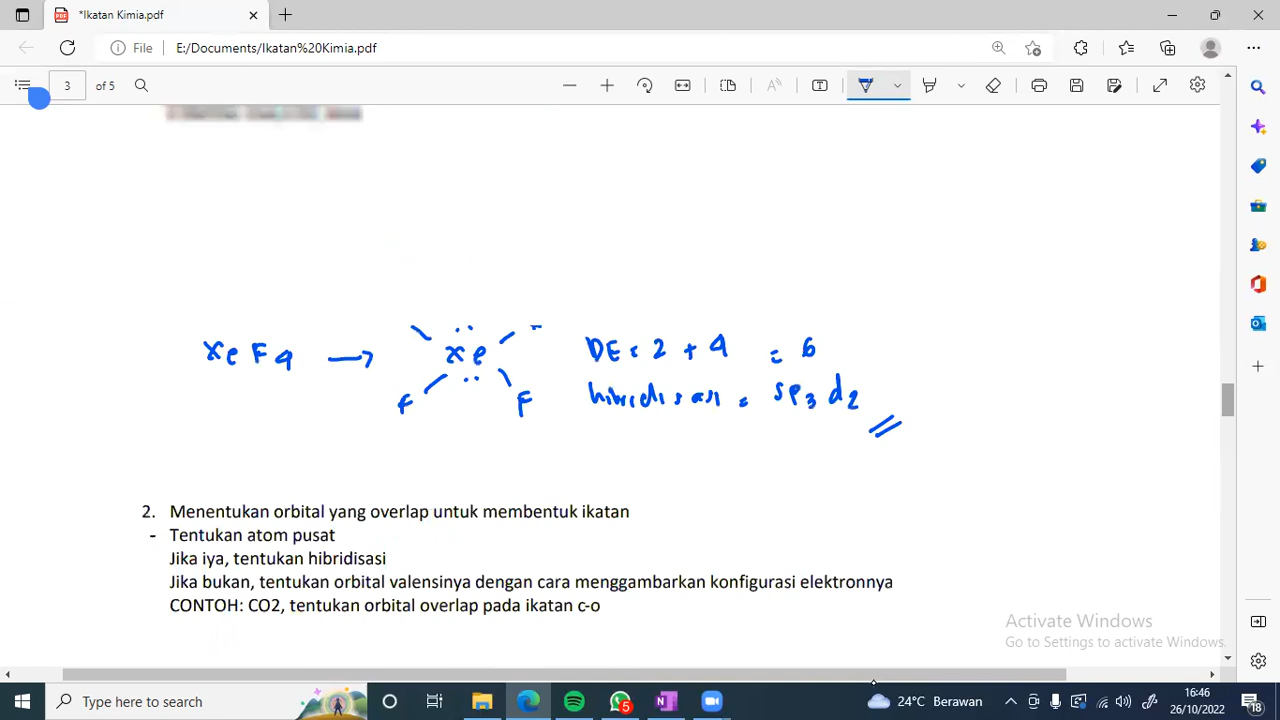 *Ikatan Kimia.pdf
File E:/Documents/Ikatan%20Kimia.pdf
3 of 5
XeF4 → Xe DE = 2 + 4 = 6
F F hibridisasi = sp3d2
2. Menentukan orbital yang overlap untuk membentuk ikatan
- Tentukan atom pusat
Jika iya, tentukan hibridisasi
Jika bukan, tentukan orbital valensinya dengan cara menggambarkan konfigurasi elektronnya
CONTOH: CO2, tentukan orbital overlap pada ikatan c-o
Activate Windows
Go to Settings to activate Windows.
Type here to search
5
24°C Berawan
16:46
26/10/2022
18